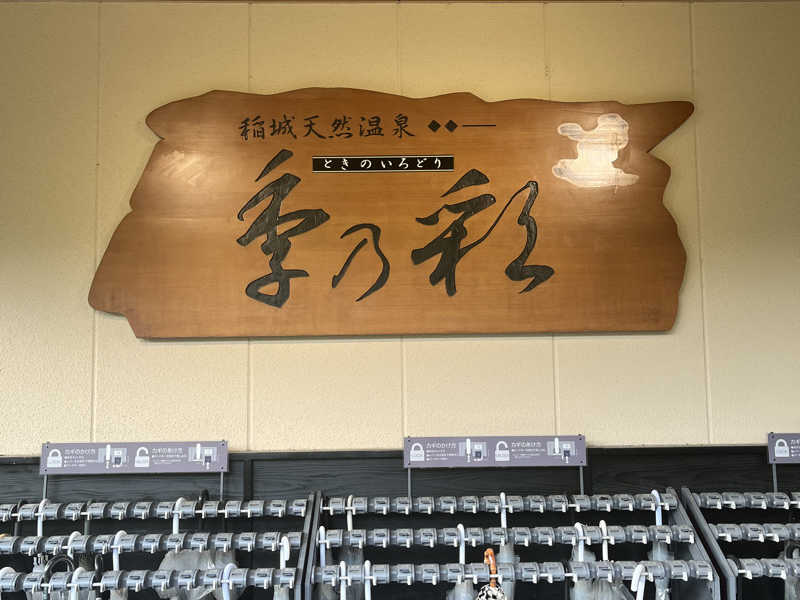 稲城天然温泉 ◆◆—
ときのいろどり
季乃彩
カギのかけ方
カギのあけ方
カギのかけ方
カギのあけ方